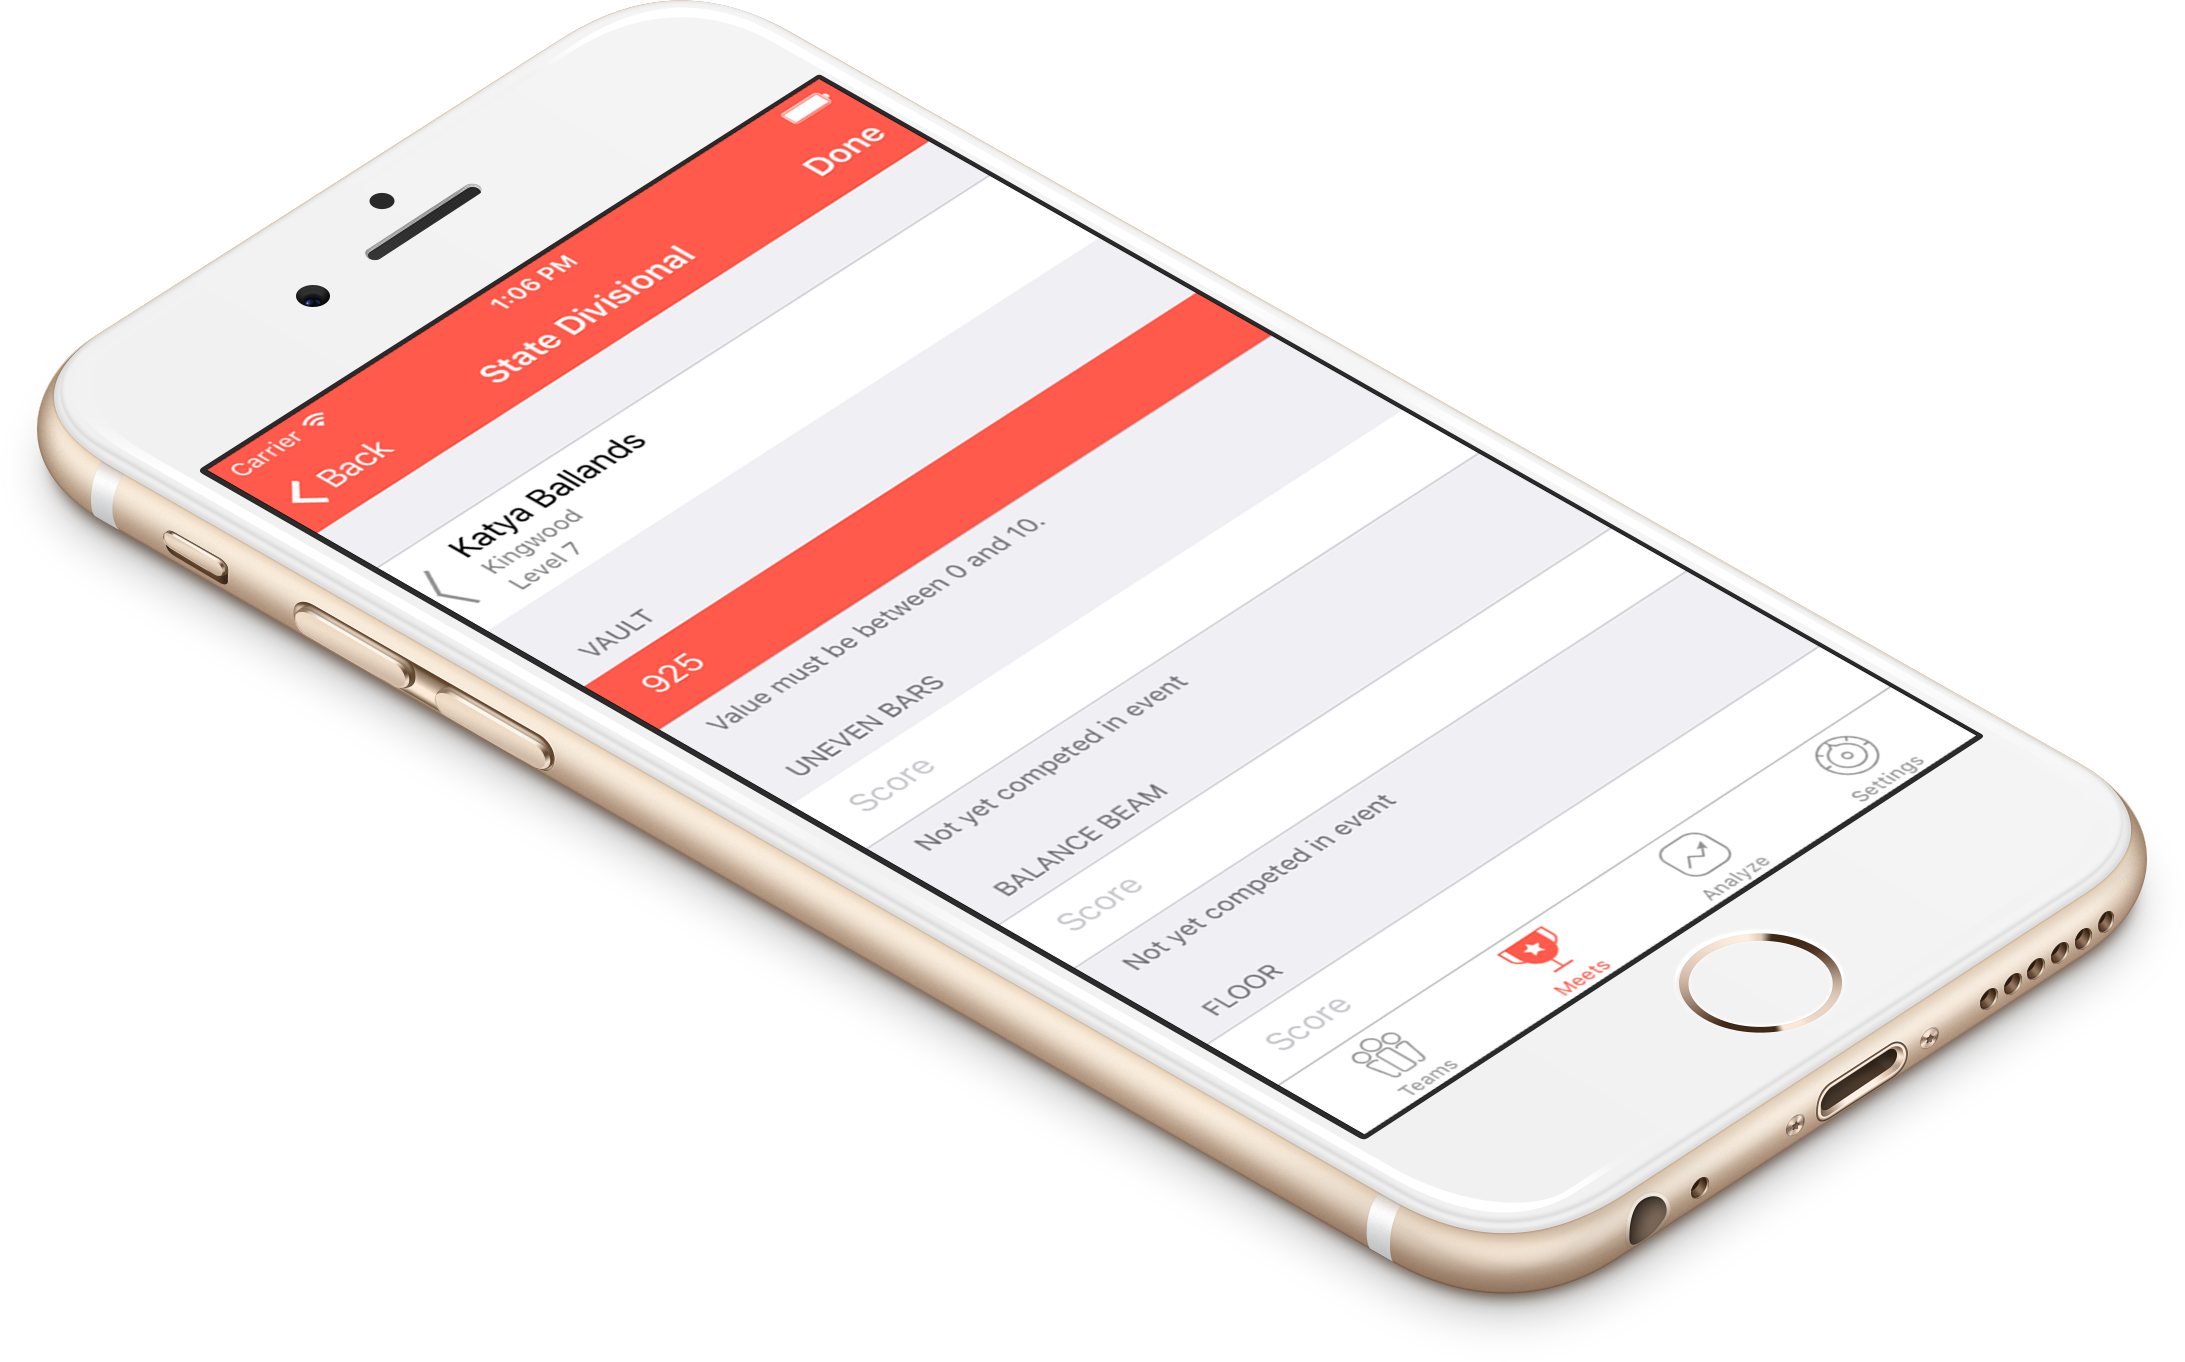 Carrier 1:06 PM
Back State Divisional Done
Katya Ballands
Kingwood
Level 7
VAULT
925
Value must be between 0 and 10.
UNEVEN BARS
Score
Not yet competed in event
BALANCE BEAM
Score
Not yet competed in event
FLOOR
Score
Teams Meets Analyze Settings